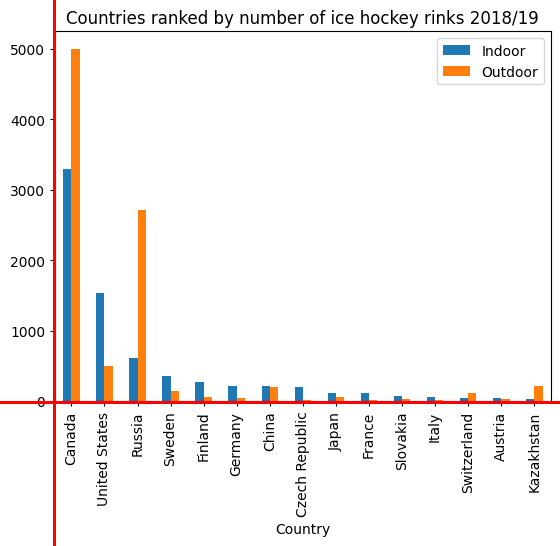 Countries ranked by number of ice hockey rinks 2018/19
Indoor
Outdoor
5000
4000
3000
2000
1000
0
Canada
United States
Russia
Sweden
Finland
Germany
China
Czech Republic
Japan
France
Slovakia
Italy
Switzerland
Austria
Kazakhstan
Country